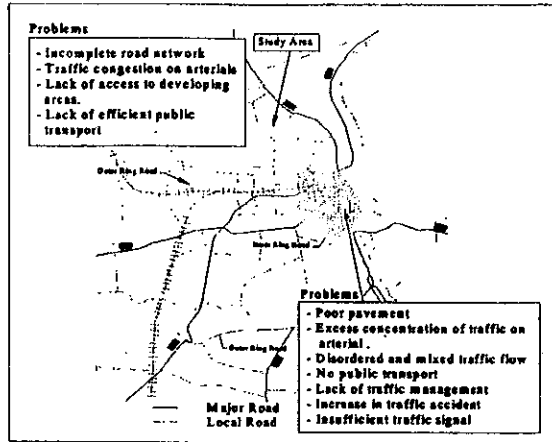 Problems
- Incomplete road network
- Traffic congestion on arterials
- Lack of access to developing
areas.
- Lack of efficient public
transport
Study Area
Outer Ring Road
Inner Ring Road
Outer Ring Road
Problems
- Poor pavement
- Excess concentration of traffic on
arterial .
- Disordered and mixed traffic flow
- No public transport
- Lack of traffic management
- Increase in traffic accident
- Insufficient traffic signal
Major Road
Local Road